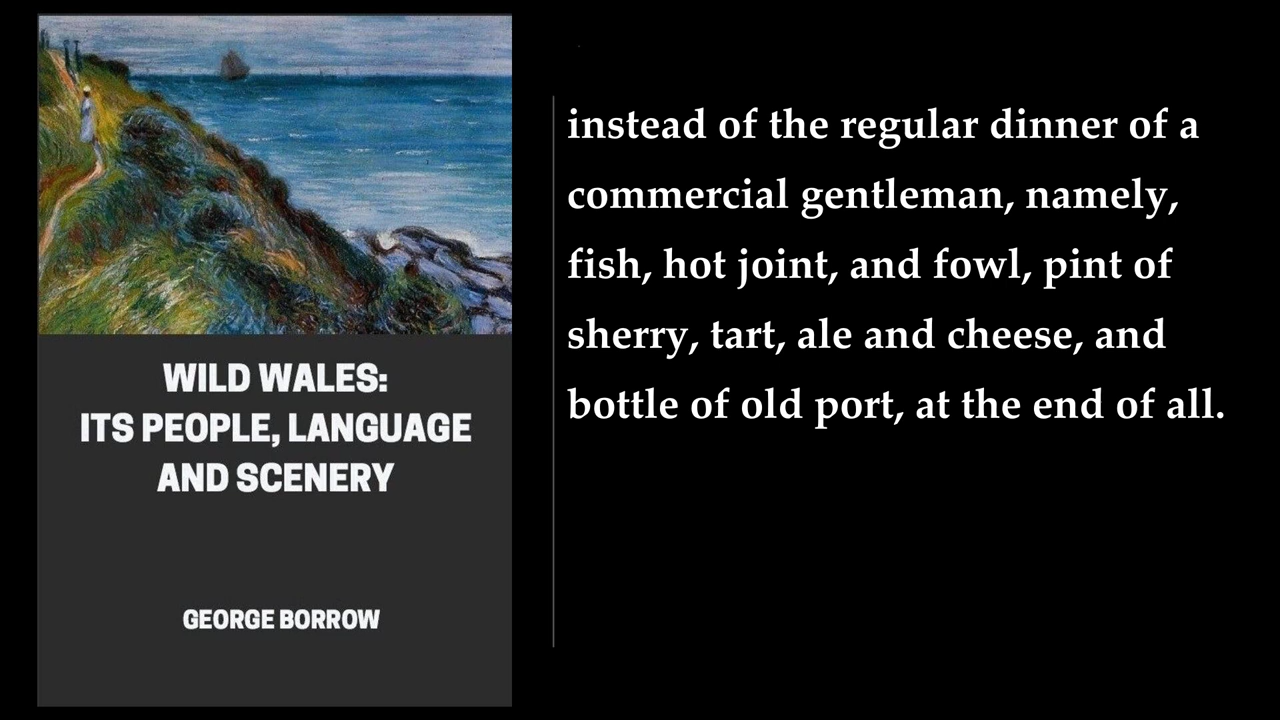 WILD WALES:
ITS PEOPLE, LANGUAGE
AND SCENERY
GEORGE BORROW
instead of the regular dinner of a
commercial gentleman, namely,
fish, hot joint, and fowl, pint of
sherry, tart, ale and cheese, and
bottle of old port, at the end of all.